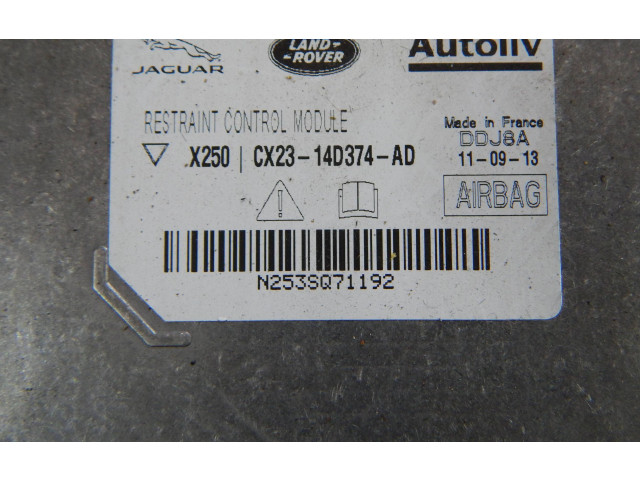 JAGUAR
LAND-
ROVER
Autoliv
RESTRAINT CONTROL MODULE
X250 | CX23-14D374-AD
Made in France
DDJ8A
11-09-13
AIRBAG
N253SQ71192